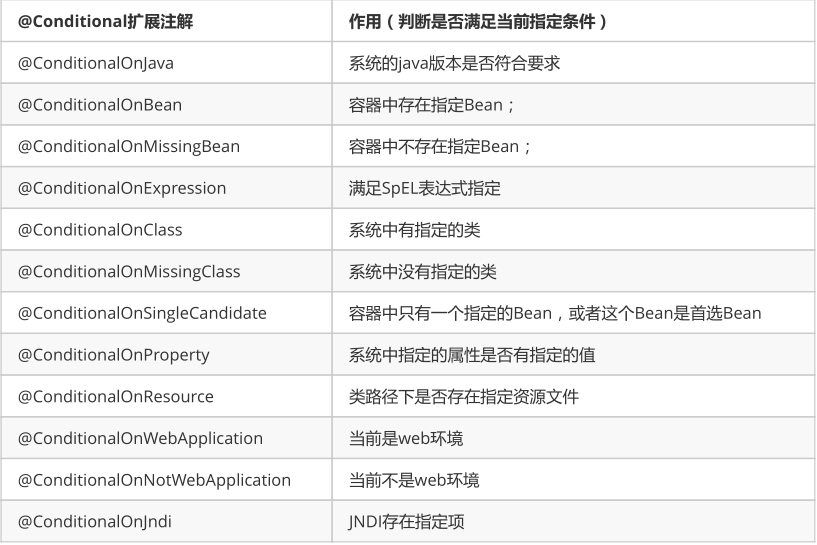 @Conditional扩展注解 作用（判断是否满足当前指定条件）
@ConditionalOnJava 系统的java版本是否符合要求
@ConditionalOnBean 容器中存在指定Bean；
@ConditionalOnMissingBean 容器中不存在指定Bean；
@ConditionalOnExpression 满足SpEL表达式指定
@ConditionalOnClass 系统中有指定的类
@ConditionalOnMissingClass 系统中没有指定的类
@ConditionalOnSingleCandidate 容器中只有一个指定的Bean，或者这个Bean是首选Bean
@ConditionalOnProperty 系统中指定的属性是否有指定的值
@ConditionalOnResource 类路径下是否存在指定资源文件
@ConditionalOnWebApplication 当前是web环境
@ConditionalOnNotWebApplication 当前不是web环境
@ConditionalOnJndi JNDI存在指定项